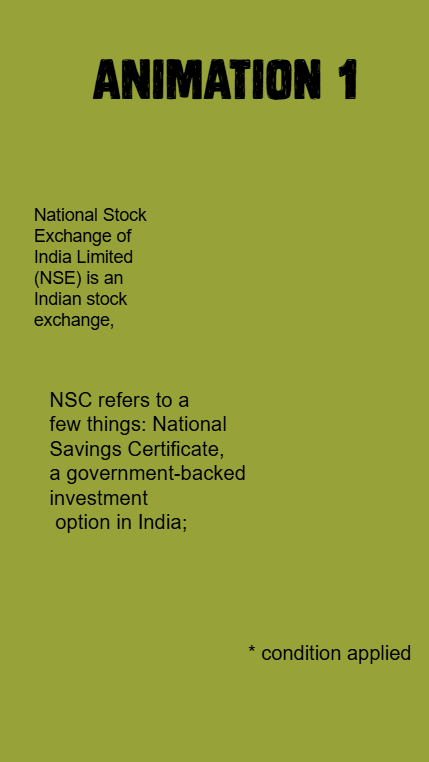 ANIMATION 1
National Stock
Exchange of
India Limited
(NSE) is an
Indian stock
exchange,
NSC refers to a
few things: National
Savings Certificate,
a government-backed
investment
option in India;
* condition applied